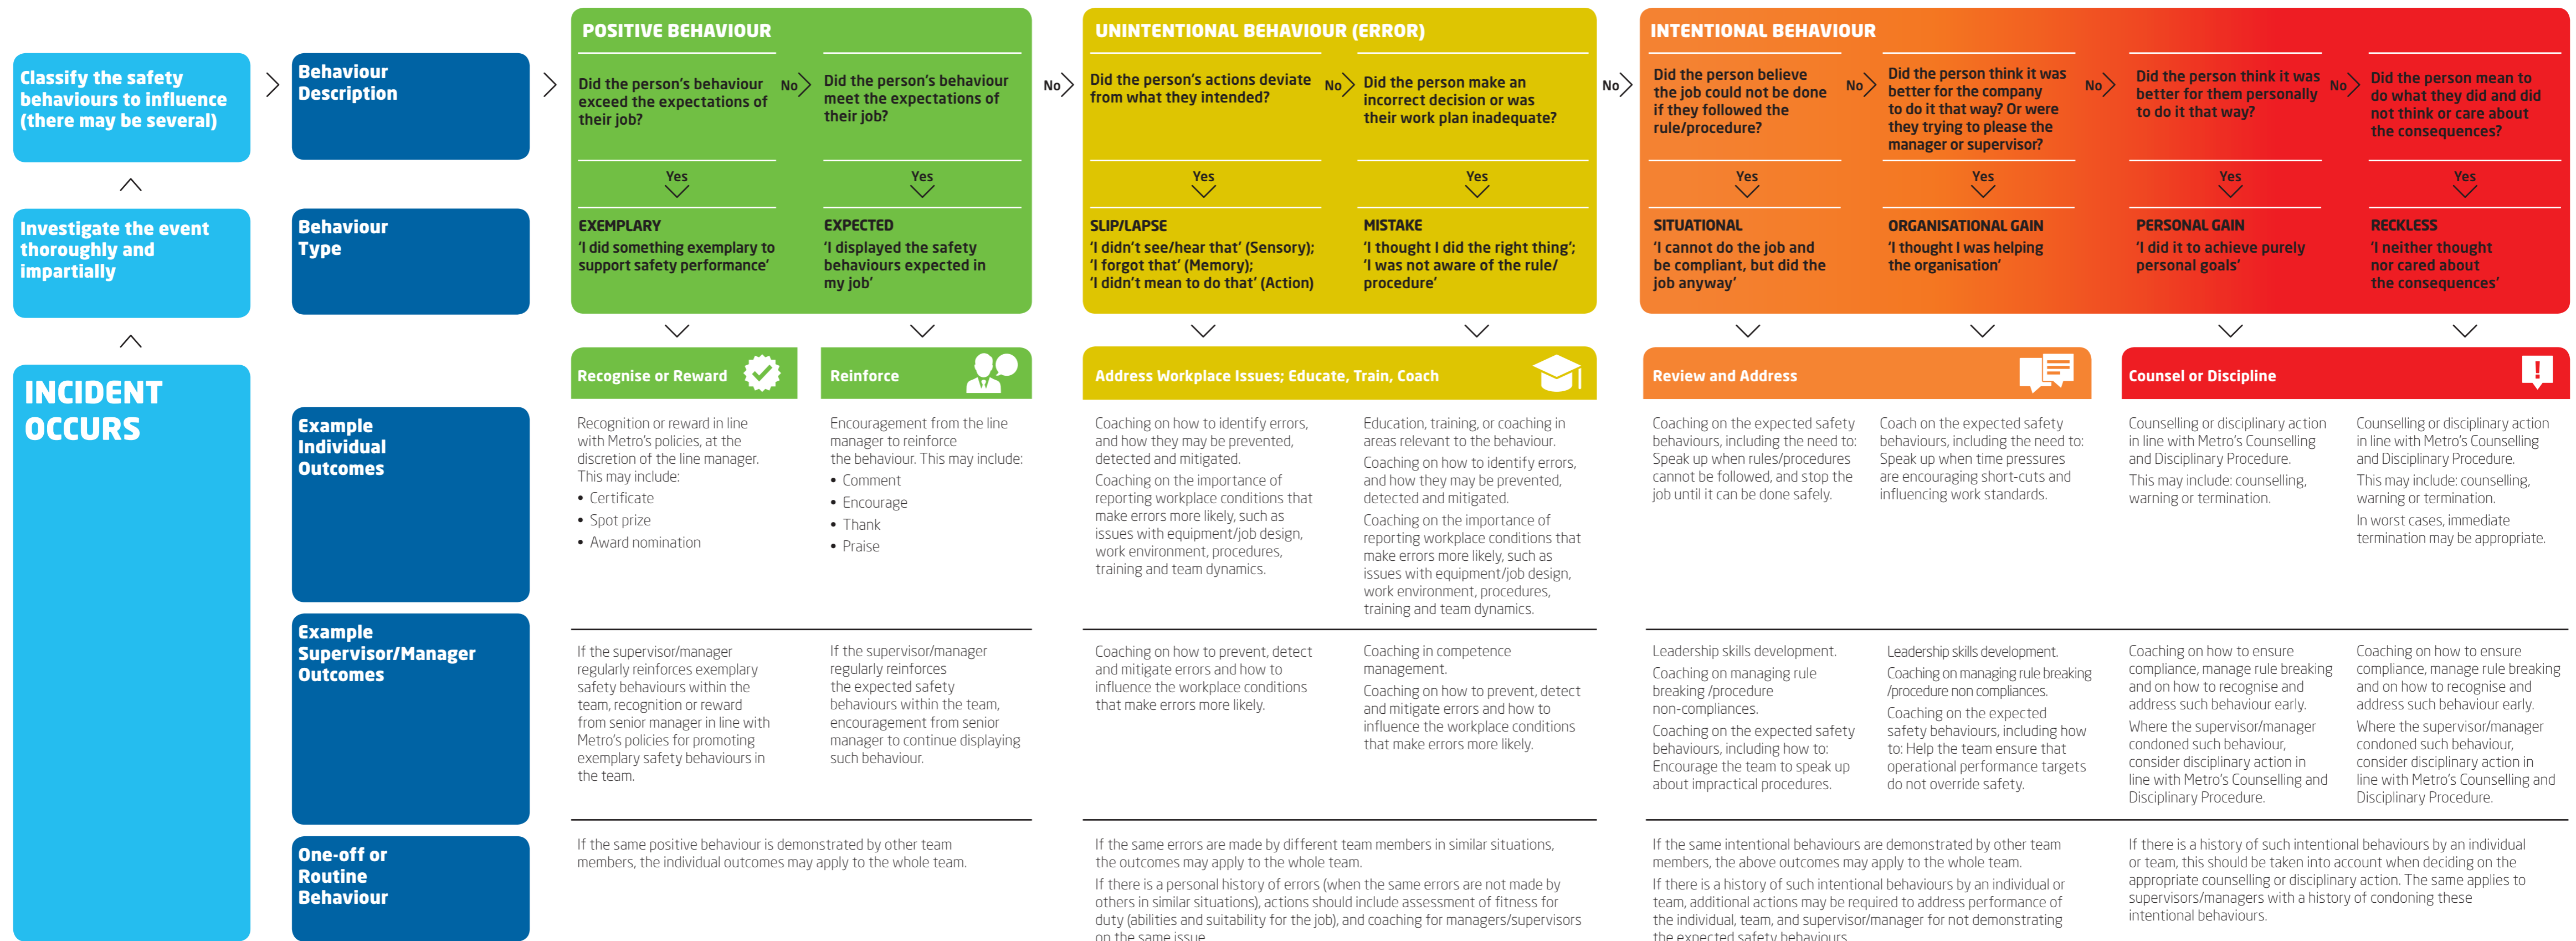 Classify the safety
behaviours to influence
(there may be several)
Investigate the event
thoroughly and
impartially
INCIDENT
OCCURS
Behaviour
Description
Behaviour
Type
Example
Individual
Outcomes
Example
Supervisor/Manager
Outcomes
One-off or
Routine
Behaviour
POSITIVE BEHAVIOUR
Did the person's behaviour
exceed the expectations of
their job?
No
Did the person's behaviour
meet the expectations of
their job?
No
Yes
Yes
EXEMPLARY
'I did something exemplary to
support safety performance'
EXPECTED
'I displayed the safety
behaviours expected in
my job'
Recognise or Reward
Reinforce
Recognition or reward in line
with Metro's policies, at the
discretion of the line manager.
This may include:
• Certificate
• Spot prize
• Award nomination
Encouragement from the line
manager to reinforce
the behaviour. This may include:
• Comment
• Encourage
• Thank
• Praise
If the supervisor/manager
regularly reinforces exemplary
safety behaviours within the
team, recognition or reward
from senior manager in line with
Metro's policies for promoting
exemplary safety behaviours in
the team.
If the supervisor/manager
regularly reinforces
the expected safety
behaviours within the team,
encouragement from senior
manager to continue displaying
such behaviour.
If the same positive behaviour is demonstrated by other team
members, the individual outcomes may apply to the whole team.
UNINTENTIONAL BEHAVIOUR (ERROR)
Did the person's actions deviate
from what they intended?
No
Did the person make an
incorrect decision or was
their work plan inadequate?
No
Yes
Yes
SLIP/LAPSE
'I didn't see/hear that' (Sensory);
'I forgot that' (Memory);
'I didn't mean to do that' (Action)
MISTAKE
'I thought I did the right thing';
'I was not aware of the rule/
procedure'
Address Workplace Issues; Educate, Train, Coach
Coaching on how to identify errors,
and how they may be prevented,
detected and mitigated.
Coaching on the importance of
reporting workplace conditions that
make errors more likely, such as
issues with equipment/job design,
work environment, procedures,
training and team dynamics.
Education, training, or coaching in
areas relevant to the behaviour.
Coaching on how to identify errors,
and how they may be prevented,
detected and mitigated.
Coaching on the importance of
reporting workplace conditions that
make errors more likely, such as
issues with equipment/job design,
work environment, procedures,
training and team dynamics.
Coaching on how to prevent, detect
and mitigate errors and how to
influence the workplace conditions
that make errors more likely.
Coaching in competence
management.
Coaching on how to prevent, detect
and mitigate errors and how to
influence the workplace conditions
that make errors more likely.
If the same errors are made by different team members in similar situations,
the outcomes may apply to the whole team.
If there is a personal history of errors (when the same errors are not made by
others in similar situations), actions should include assessment of fitness for
duty (abilities and suitability for the job), and coaching for managers/supervisors
on the same issue
INTENTIONAL BEHAVIOUR
Did the person believe
the job could not be done
if they followed the
rule/procedure?
No
Did the person think it was
better for the company
to do it that way? Or were
they trying to please the
manager or supervisor?
No
Did the person think it was
better for them personally
to do it that way?
No
Did the person mean to
do what they did and did
not think or care about
the consequences?
Yes
Yes
Yes
Yes
SITUATIONAL
'I cannot do the job and
be compliant, but did the
job anyway'
ORGANISATIONAL GAIN
'I thought I was helping
the organisation'
PERSONAL GAIN
'I did it to achieve purely
personal goals'
RECKLESS
'I neither thought
nor cared about
the consequences'
Review and Address
Counsel or Discipline
!
Coaching on the expected safety
behaviours, including the need to:
Speak up when rules/procedures
cannot be followed, and stop the
job until it can be done safely.
Coach on the expected safety
behaviours, including the need to:
Speak up when time pressures
are encouraging short-cuts and
influencing work standards.
Counselling or disciplinary action
in line with Metro's Counselling
and Disciplinary Procedure.
This may include: counselling,
warning or termination.
Counselling or disciplinary action
in line with Metro's Counselling
and Disciplinary Procedure.
This may include: counselling,
warning or termination.
In worst cases, immediate
termination may be appropriate.
Leadership skills development.
Coaching on managing rule
breaking /procedure
non-compliances.
Coaching on the expected safety
behaviours, including how to:
Encourage the team to speak up
about impractical procedures.
Leadership skills development.
Coaching on managing rule breaking
/procedure non compliances.
Coaching on the expected
safety behaviours, including how
to: Help the team ensure that
operational performance targets
do not override safety.
Coaching on how to ensure
compliance, manage rule breaking
and on how to recognise and
address such behaviour early.
Where the supervisor/manager
condoned such behaviour,
consider disciplinary action in
line with Metro's Counselling and
Disciplinary Procedure.
Coaching on how to ensure
compliance, manage rule breaking
and on how to recognise and
address such behaviour early.
Where the supervisor/manager
condoned such behaviour,
consider disciplinary action in
line with Metro's Counselling and
Disciplinary Procedure.
If the same intentional behaviours are demonstrated by other team
members, the above outcomes may apply to the whole team.
If there is a history of such intentional behaviours by an individual or
team, additional actions may be required to address performance of
the individual, team, and supervisor/manager for not demonstrating
the expected safety behaviours
If there is a history of such intentional behaviours by an individual
or team, this should be taken into account when deciding on the
appropriate counselling or disciplinary action. The same applies to
supervisors/managers with a history of condoning these
intentional behaviours.